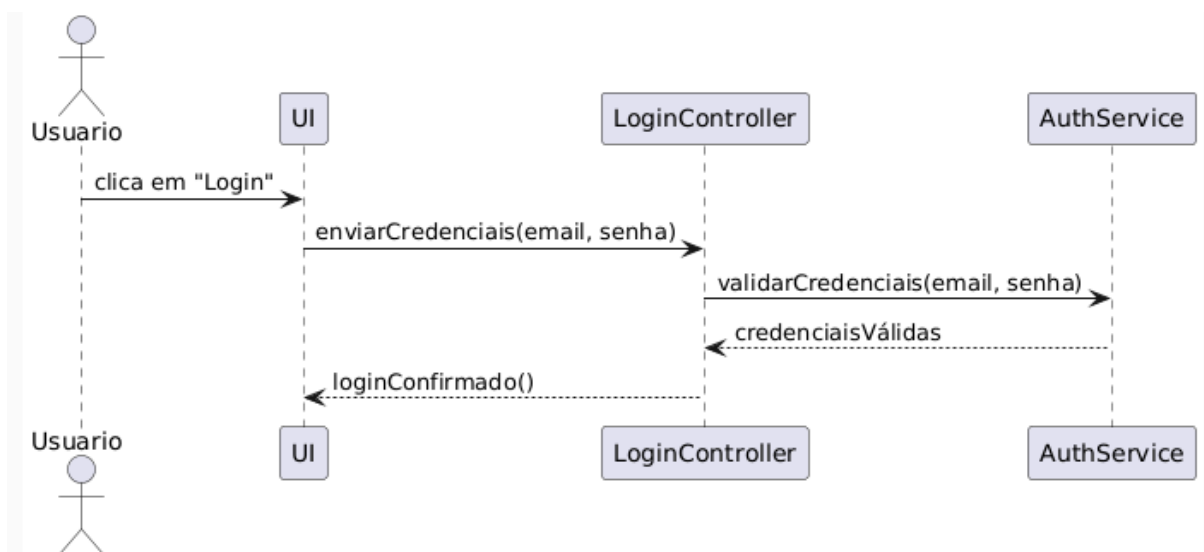 Usuario
UI
LoginController
AuthService
clica em "Login"
enviarCredenciais(email, senha)
validarCredenciais(email, senha)
credenciaisVálidas
loginConfirmado()
Usuario
UI
LoginController
AuthService